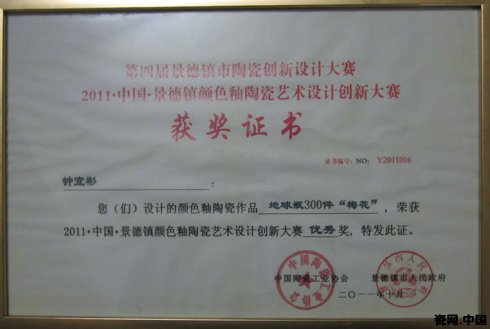 第四届景德镇市陶瓷创新设计大赛
2011·中国·景德镇颜色釉陶瓷艺术设计创新大赛
获奖证书
证书编号：NO： Y2011016
钟宜彬：
您（们）设计的颜色釉陶瓷作品 地球瓶300件“梅花”，荣获
2011·中国·景德镇颜色釉陶瓷艺术设计创新大赛 优秀 奖，特发此证。
中国陶瓷工业协会 景德镇市人民政府
二〇一一年十月
瓷网.中国